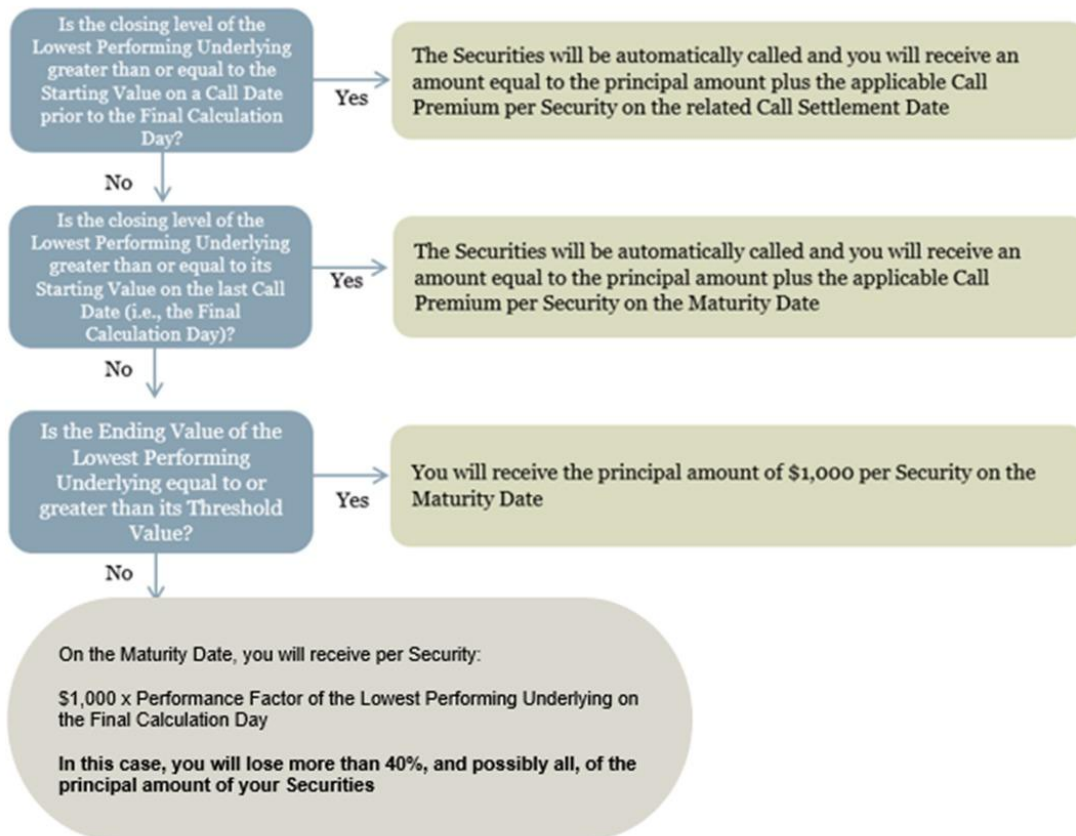 Is the closing level of the
Lowest Performing Underlying
greater than or equal to the
Starting Value on a Call Date
prior to the Final Calculation
Day?
Yes
The Securities will be automatically called and you will receive an
amount equal to the principal amount plus the applicable Call
Premium per Security on the related Call Settlement Date
No
Is the closing level of the
Lowest Performing Underlying
greater than or equal to its
Starting Value on the last Call
Date (i.e., the Final
Calculation Day)?
Yes
The Securities will be automatically called and you will receive an
amount equal to the principal amount plus the applicable Call
Premium per Security on the Maturity Date
No
Is the Ending Value of the
Lowest Performing
Underlying equal to or
greater than its Threshold
Value?
Yes
You will receive the principal amount of $1,000 per Security on the
Maturity Date
No
On the Maturity Date, you will receive per Security:
$1,000 x Performance Factor of the Lowest Performing Underlying on
the Final Calculation Day
In this case, you will lose more than 40%, and possibly all, of the
principal amount of your Securities